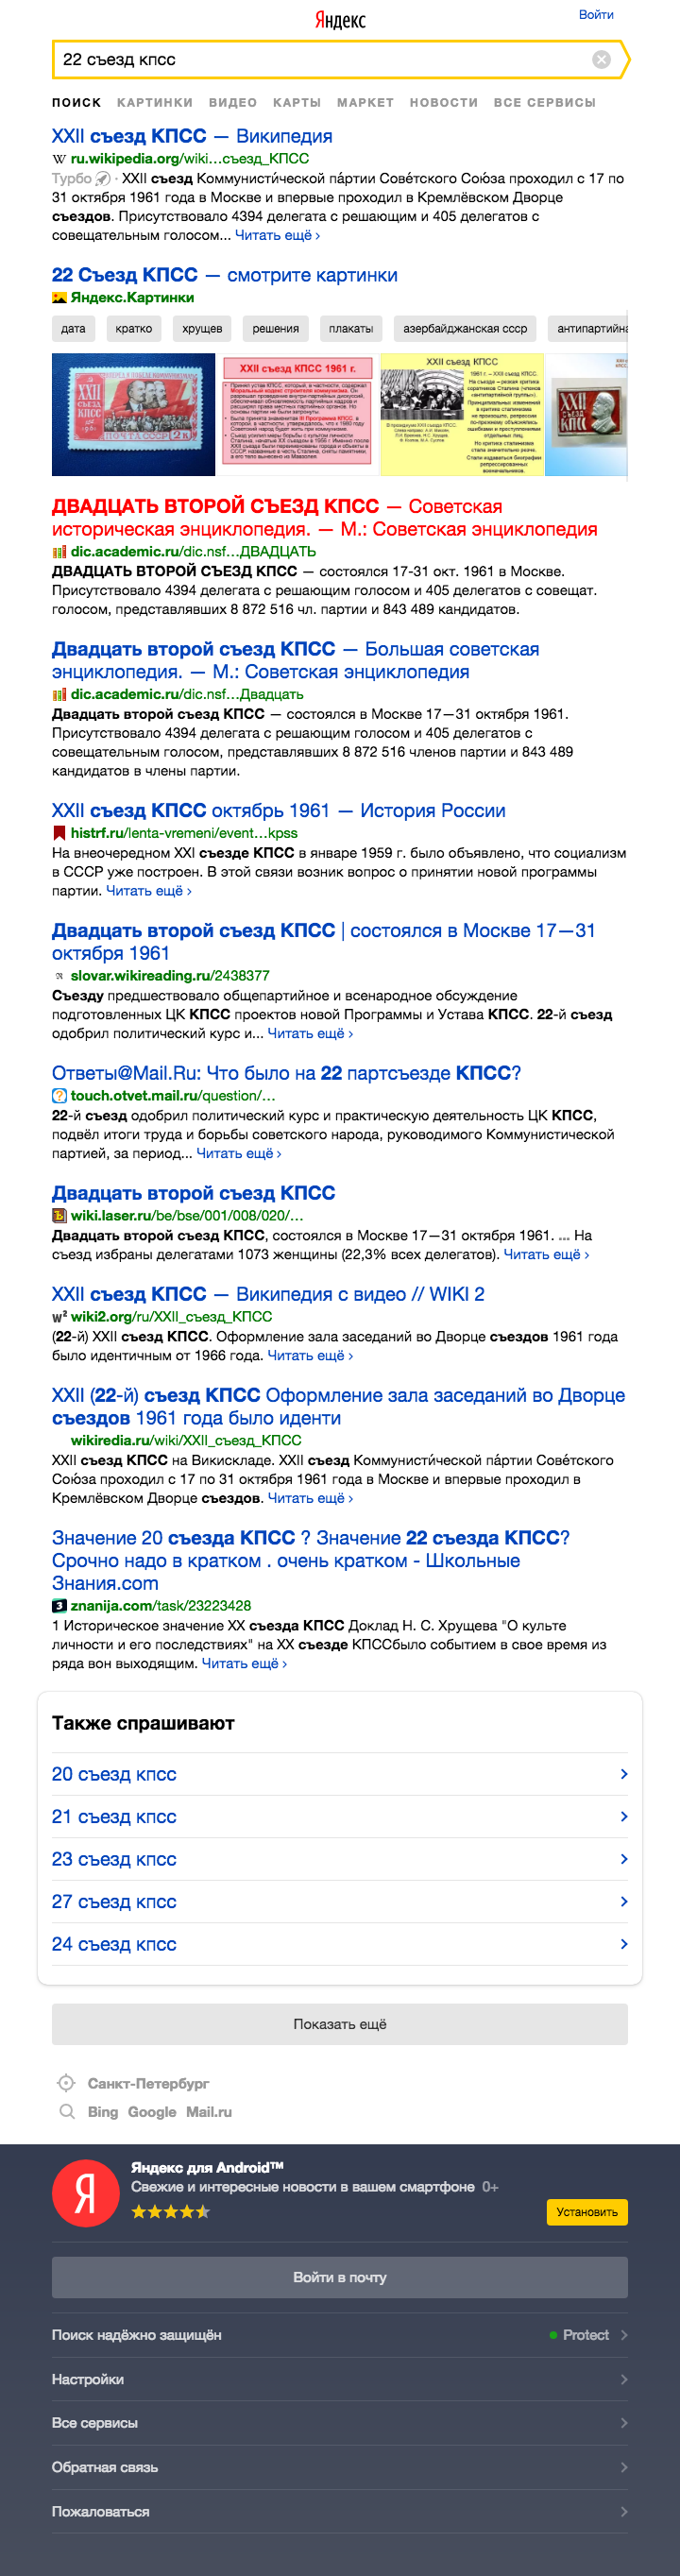 Яндекс
Войти
22 съезд кпсс
ПОИСК КАРТИНКИ ВИДЕО КАРТЫ МАРКЕТ НОВОСТИ ВСЕ СЕРВИСЫ
XXII съезд КПСС — Википедия
ru.wikipedia.org/wiki…съезд_КПСС
Турбо · XXII съезд Коммунисти́ческой па́ртии Сове́тского Сою́за проходил с 17 по
31 октября 1961 года в Москве и впервые проходил в Кремлёвском Дворце
съездов. Присутствовало 4394 делегата с решающим и 405 делегатов с
совещательным голосом... Читать ещё ›
22 Съезд КПСС — смотрите картинки
Яндекс.Картинки
дата кратко хрущев решения плакаты азербайджанская ссср антипартийна
XXII съезд КПСС 1961 г.
XXII съезд КПСС
ДВАДЦАТЬ ВТОРОЙ СЪЕЗД КПСС — Советская
историческая энциклопедия. — М.: Советская энциклопедия
dic.academic.ru/dic.nsf…ДВАДЦАТЬ
ДВАДЦАТЬ ВТОРОЙ СЪЕЗД КПСС — состоялся 17-31 окт. 1961 в Москве.
Присутствовало 4394 делегата с решающим голосом и 405 делегатов с совещат.
голосом, представлявших 8 872 516 чл. партии и 843 489 кандидатов.
Двадцать второй съезд КПСС — Большая советская
энциклопедия. — М.: Советская энциклопедия
dic.academic.ru/dic.nsf…Двадцать
Двадцать второй съезд КПСС — состоялся в Москве 17—31 октября 1961.
Присутствовало 4394 делегата с решающим голосом и 405 делегатов с
совещательным голосом, представлявших 8 872 516 членов партии и 843 489
кандидатов в члены партии.
XXII съезд КПСС октябрь 1961 — История России
histrf.ru/lenta-vremeni/event…kpss
На внеочередном XXI съезде КПСС в январе 1959 г. было объявлено, что социализм
в СССР уже построен. В этой связи возник вопрос о принятии новой программы
партии. Читать ещё ›
Двадцать второй съезд КПСС | состоялся в Москве 17—31
октября 1961
slovar.wikireading.ru/2438377
Съезду предшествовало общепартийное и всенародное обсуждение
подготовленных ЦК КПСС проектов новой Программы и Устава КПСС. 22-й съезд
одобрил политический курс и... Читать ещё ›
Ответы@Mail.Ru: Что было на 22 партсъезде КПСС?
touch.otvet.mail.ru/question/…
22-й съезд одобрил политический курс и практическую деятельность ЦК КПСС,
подвёл итоги труда и борьбы советского народа, руководимого Коммунистической
партией, за период... Читать ещё ›
Двадцать второй съезд КПСС
wiki.laser.ru/be/bse/001/008/020/…
Двадцать второй съезд КПСС, состоялся в Москве 17—31 октября 1961. ... На
съезд избраны делегатами 1073 женщины (22,3% всех делегатов). Читать ещё ›
XXII съезд КПСС — Википедия с видео // WIKI 2
wiki2.org/ru/XXII_съезд_КПСС
(22-й) XXII съезд КПСС. Оформление зала заседаний во Дворце съездов 1961 года
было идентичным от 1966 года. Читать ещё ›
XXII (22-й) съезд КПСС Оформление зала заседаний во Дворце
съездов 1961 года было иденти
wikiredia.ru/wiki/XXII_съезд_КПСС
XXII съезд КПСС на Викискладе. XXII съезд Коммунисти́ческой па́ртии Сове́тского
Сою́за проходил с 17 по 31 октября 1961 года в Москве и впервые проходил в
Кремлёвском Дворце съездов. Читать ещё ›
Значение 20 съезда КПСС ? Значение 22 съезда КПСС?
Срочно надо в кратком . очень кратком - Школьные
Знания.com
znanija.com/task/23223428
1 Историческое значение XX съезда КПСС Доклад Н. С. Хрущева "О культе
личности и его последствиях" на XX съезде КПССбыло событием в свое время из
ряда вон выходящим. Читать ещё ›
Также спрашивают
20 съезд кпсс
21 съезд кпсс
23 съезд кпсс
27 съезд кпсс
24 съезд кпсс
Показать ещё
Санкт-Петербург
Bing Google Mail.ru
Яндекс для Android™
Свежие и интересные новости в вашем смартфоне 0+
Установить
Войти в почту
Поиск надёжно защищён Protect
Настройки
Все сервисы
Обратная связь
Пожаловаться